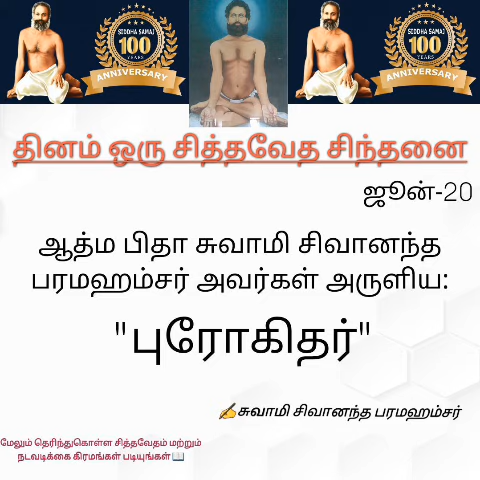 SIDDHA SAMAJ
100
YEARS
ANNIVERSARY
SIDDHA SAMAJ
100
YEARS
ANNIVERSARY
தினம் ஒரு சித்தவேத சிந்தனை
ஜூன்-20
ஆத்ம பிதா சுவாமி சிவானந்த
பரமஹம்சர் அவர்கள் அருளிய:
"புரோகிதர்"
✍சுவாமி சிவானந்த பரமஹம்சர்
மேலும் தெரிந்துகொள்ள சித்தவேதம் மற்றும்
நடவடிக்கை கிரமங்கள் படியுங்கள்📖